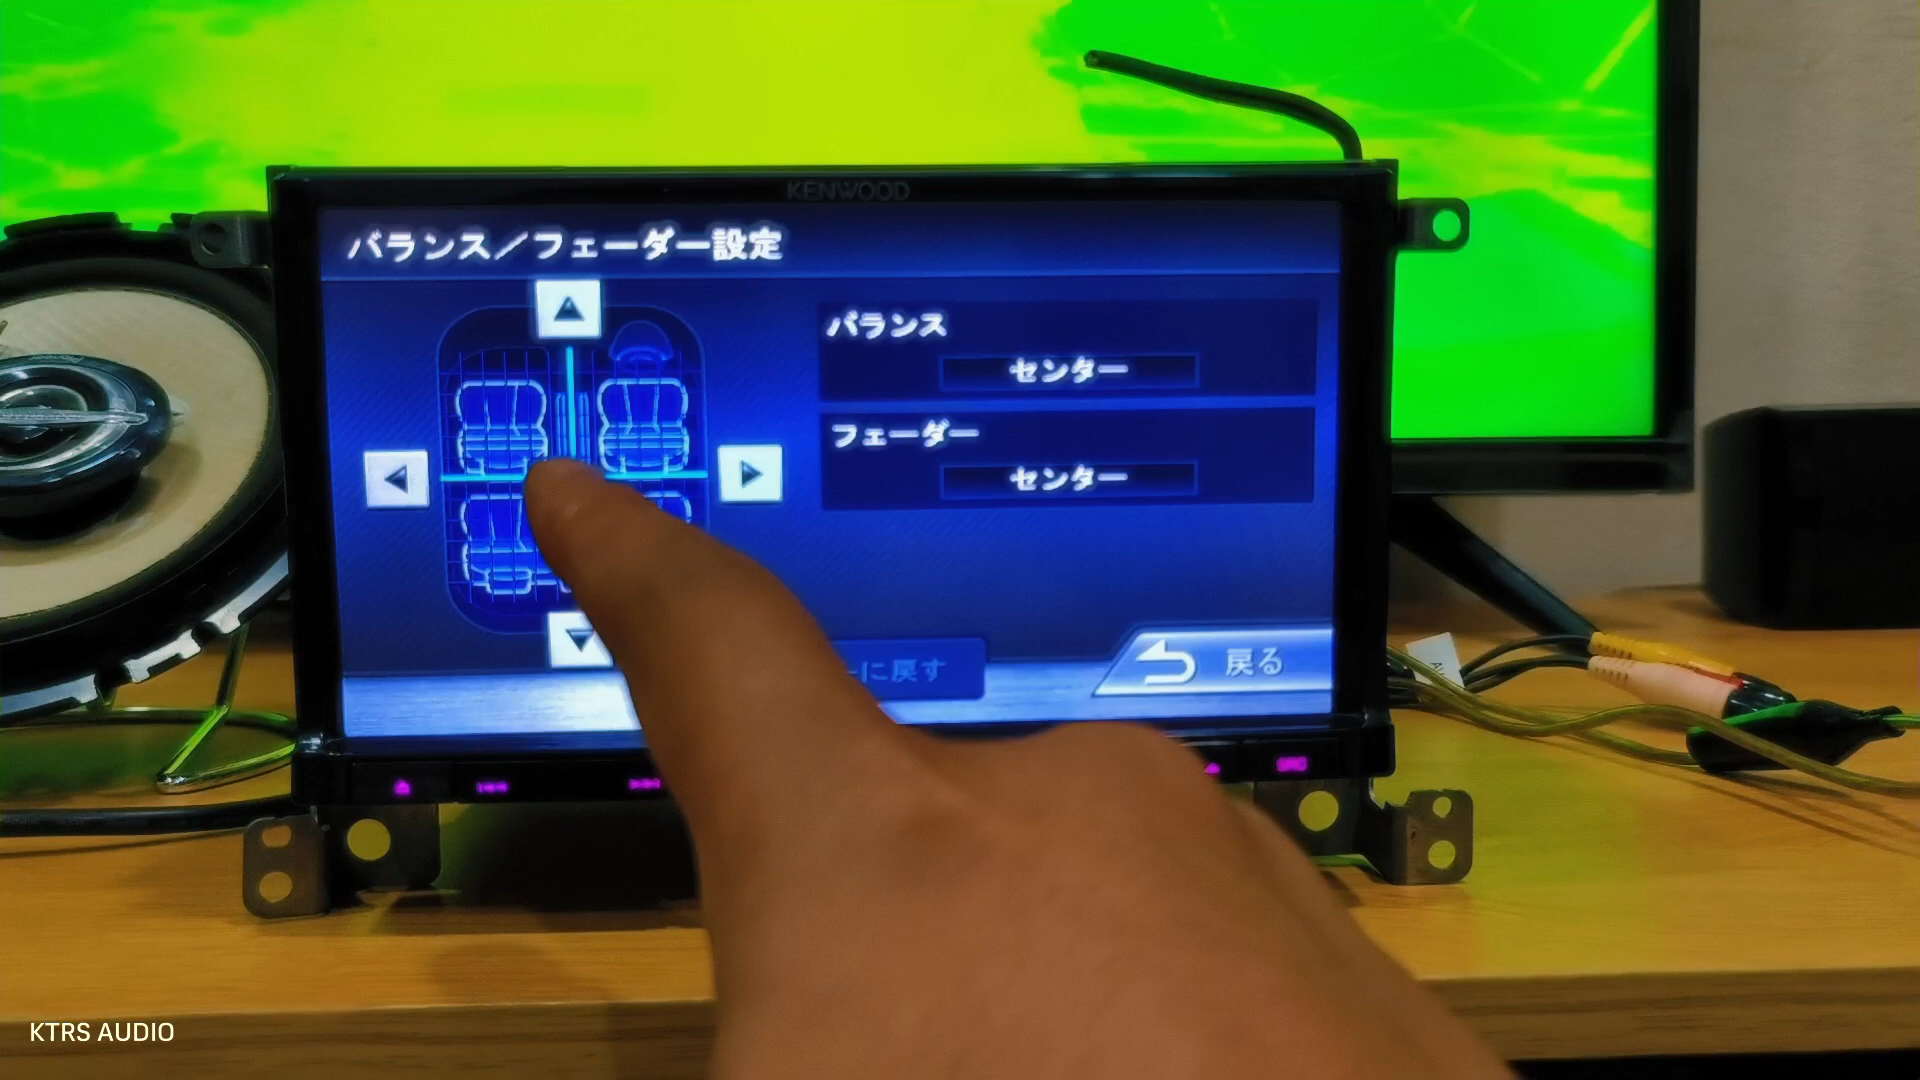 KENWOOD
バランス／フェーダー設定
バランス
センター
フェーダー
センター
ーに戻す
戻る
KTRS AUDIO